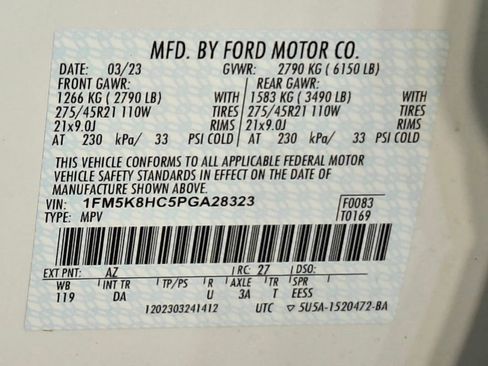 MFD. BY FORD MOTOR CO.
DATE: 03/23 GVWR: 2790 KG ( 6150 LB)
FRONT GAWR: REAR GAWR:
1266 KG ( 2790 LB) WITH 1583 KG ( 3490 LB) WITH
275/45R21 110W TIRES 275/45R21 110W TIRES
21x9.0J RIMS 21x9.0J RIMS
AT 230 kPa/ 33 PSI COLD AT 230 kPa/ 33 PSI COLD
THIS VEHICLE CONFORMS TO ALL APPLICABLE FEDERAL MOTOR
VEHICLE SAFETY STANDARDS IN EFFECT ON THE DATE OF
MANUFACTURE SHOWN ABOVE.
VIN: 1FM5K8HC5PGA28323 F0083
TYPE: MPV T0169
EXT PNT: AZ RC: 27 DSO:
WB INT TR TP/PS R AXLE TR SPR
119 DA U 3A T EESS
1202303241412 UTC ▽ 5U5A-1520472-BA